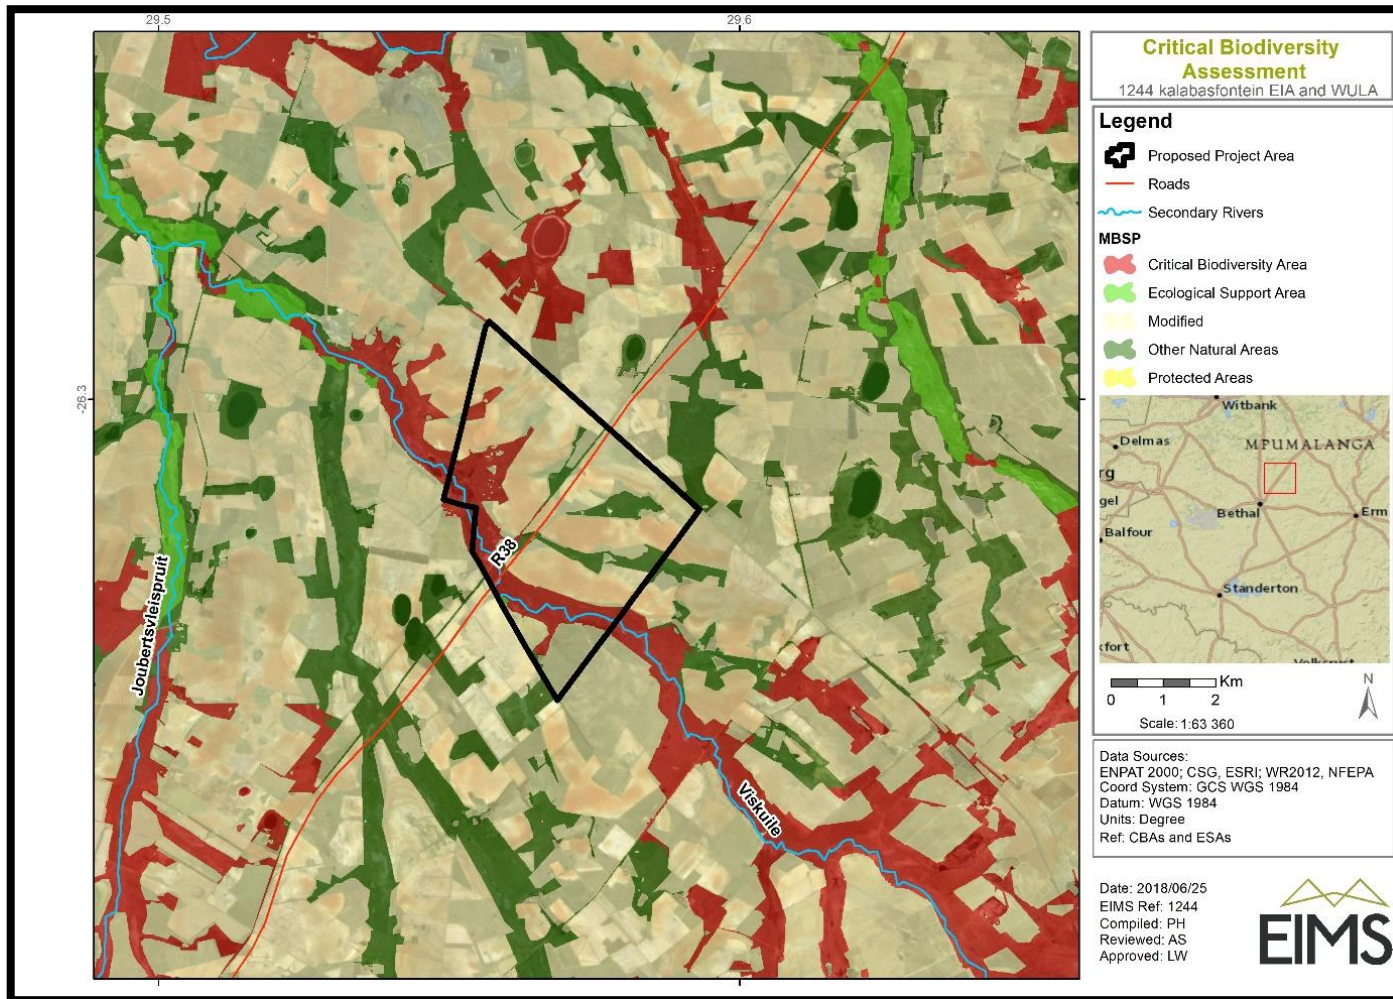 29.5
29.6
-26.3
R38
Joubertsvleispruit
Viskuile
Critical Biodiversity
Assessment
1244 kalabasfontein EIA and WULA
Legend
Proposed Project Area
Roads
Secondary Rivers
MBSP
Critical Biodiversity Area
Ecological Support Area
Modified
Other Natural Areas
Protected Areas
Witbank
Delmas
MPUMALANGA
rg
gel
Bethal
Erm
Balfour
Standerton
kfort
Volksrust
0 1 2 Km
N
Scale: 1:63 360
Data Sources:
ENPAT 2000; CSG, ESRI; WR2012, NFEPA
Coord System: GCS WGS 1984
Datum: WGS 1984
Units: Degree
Ref: CBAs and ESAs
Date: 2018/06/25
EIMS Ref: 1244
Compiled: PH
Reviewed: AS
Approved: LW
EIMS